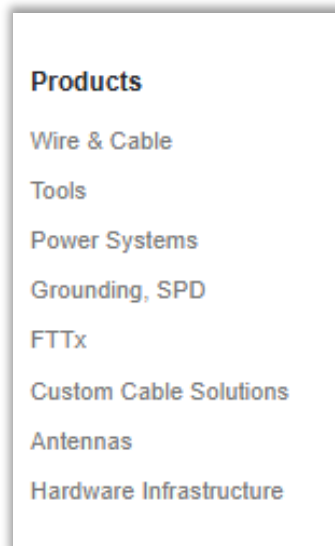 Products
Wire & Cable
Tools
Power Systems
Grounding, SPD
FTTx
Custom Cable Solutions
Antennas
Hardware Infrastructure